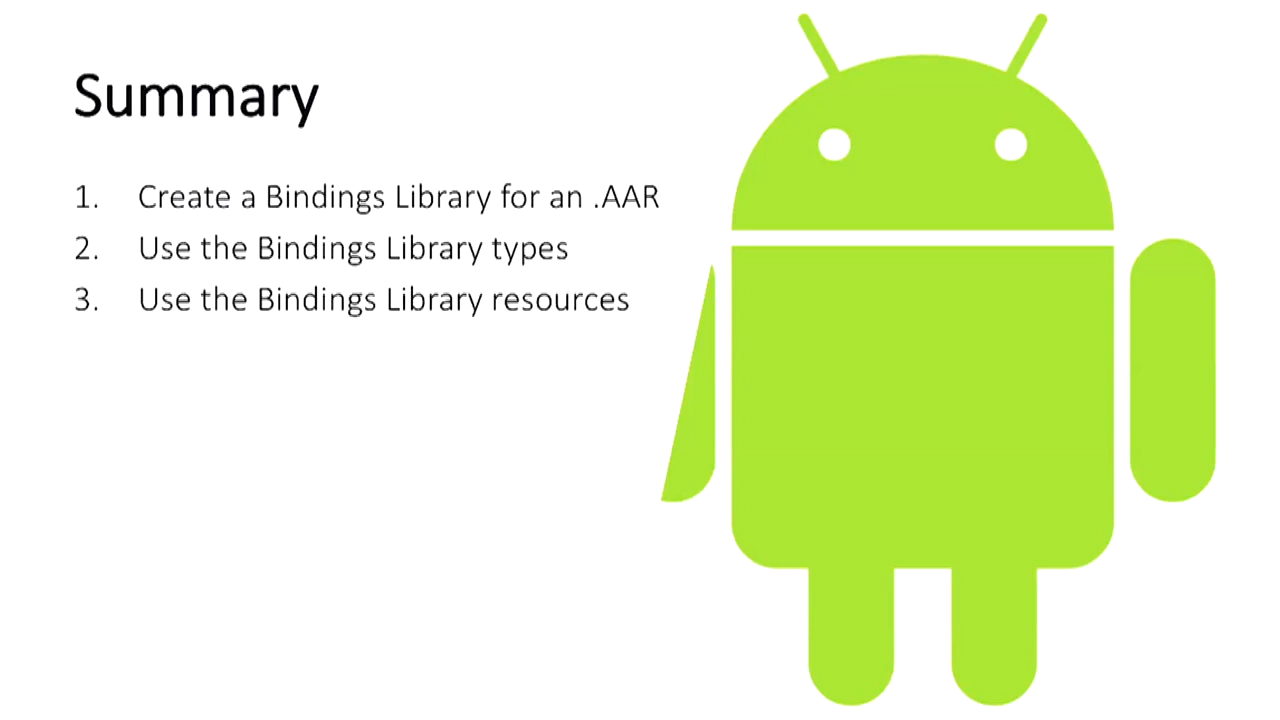 Summary
1. Create a Bindings Library for an .AAR
2. Use the Bindings Library types
3. Use the Bindings Library resources